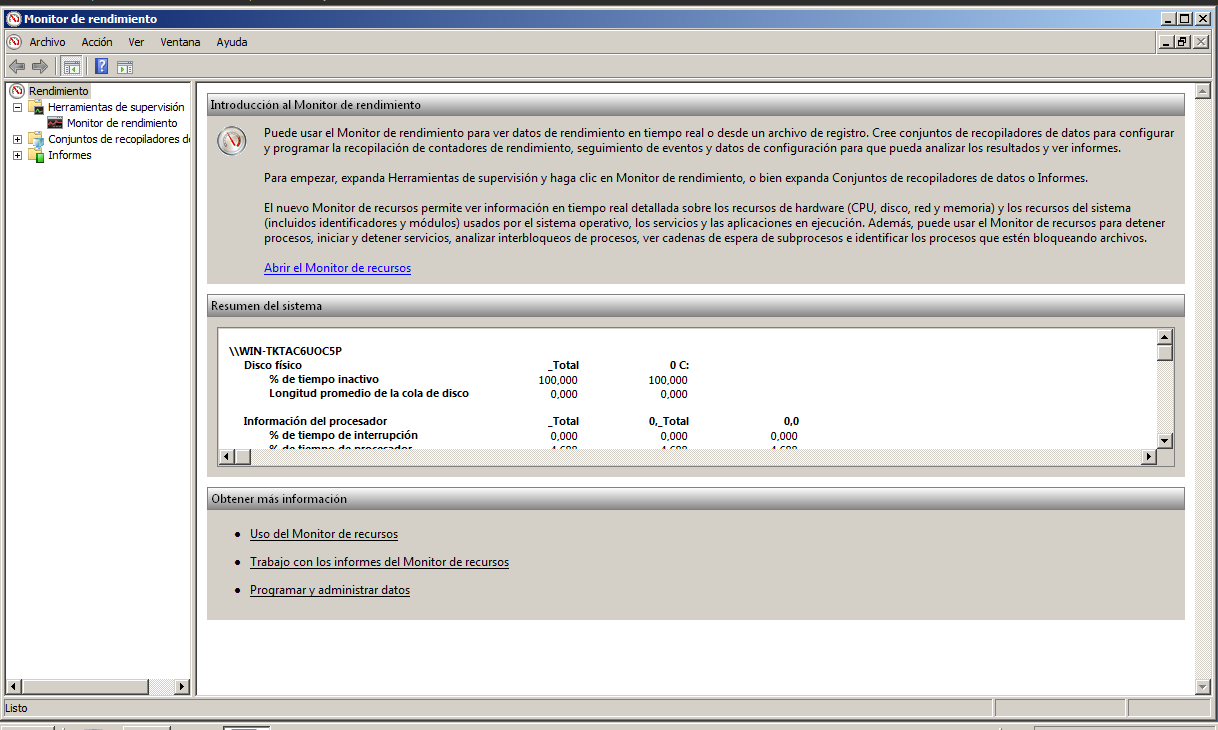 Monitor de rendimiento
Archivo Acción Ver Ventana Ayuda
Rendimiento
Herramientas de supervisión
Monitor de rendimiento
Conjuntos de recopiladores de
Informes
Introducción al Monitor de rendimiento
Puede usar el Monitor de rendimiento para ver datos de rendimiento en tiempo real o desde un archivo de registro. Cree conjuntos de recopiladores de datos para configurar
y programar la recopilación de contadores de rendimiento, seguimiento de eventos y datos de configuración para que pueda analizar los resultados y ver informes.
Para empezar, expanda Herramientas de supervisión y haga clic en Monitor de rendimiento, o bien expanda Conjuntos de recopiladores de datos o Informes.
El nuevo Monitor de recursos permite ver información en tiempo real detallada sobre los recursos de hardware (CPU, disco, red y memoria) y los recursos del sistema
(incluidos identificadores y módulos) usados por el sistema operativo, los servicios y las aplicaciones en ejecución. Además, puede usar el Monitor de recursos para detener
procesos, iniciar y detener servicios, analizar interbloqueos de procesos, ver cadenas de espera de subprocesos e identificar los procesos que estén bloqueando archivos.
Abrir el Monitor de recursos
Resumen del sistema
\\WIN-TKTAC6UOC5P
Disco físico _Total 0 C:
% de tiempo inactivo 100,000 100,000
Longitud promedio de la cola de disco 0,000 0,000
Información del procesador _Total 0,_Total 0,0
% de tiempo de interrupción 0,000 0,000 0,000
% de tiempo de procesador 4,688 4,688 4,688
Obtener más información
• Uso del Monitor de recursos
• Trabajo con los informes del Monitor de recursos
• Programar y administrar datos
Listo